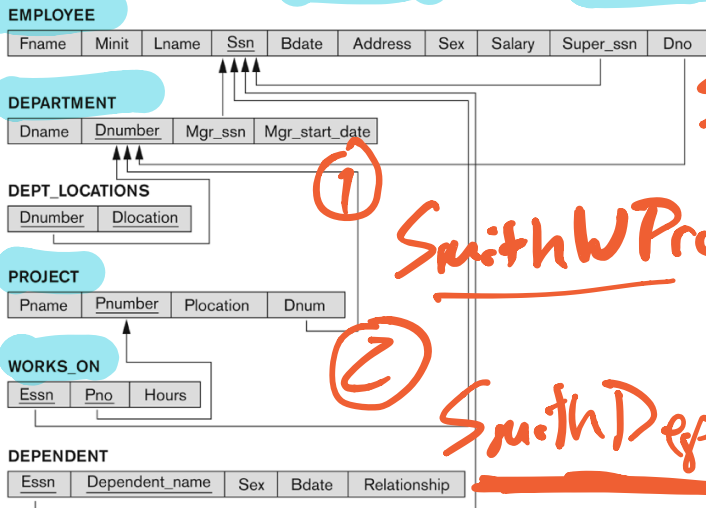 EMPLOYEE
Fname Minit Lname Ssn Bdate Address Sex Salary Super_ssn Dno
DEPARTMENT
Dname Dnumber Mgr_ssn Mgr_start_date
1
DEPT_LOCATIONS
Dnumber Dlocation
SmithWPro
PROJECT
Pname Pnumber Plocation Dnum
2
WORKS_ON
Essn Pno Hours
SmithDep
DEPENDENT
Essn Dependent_name Sex Bdate Relationship